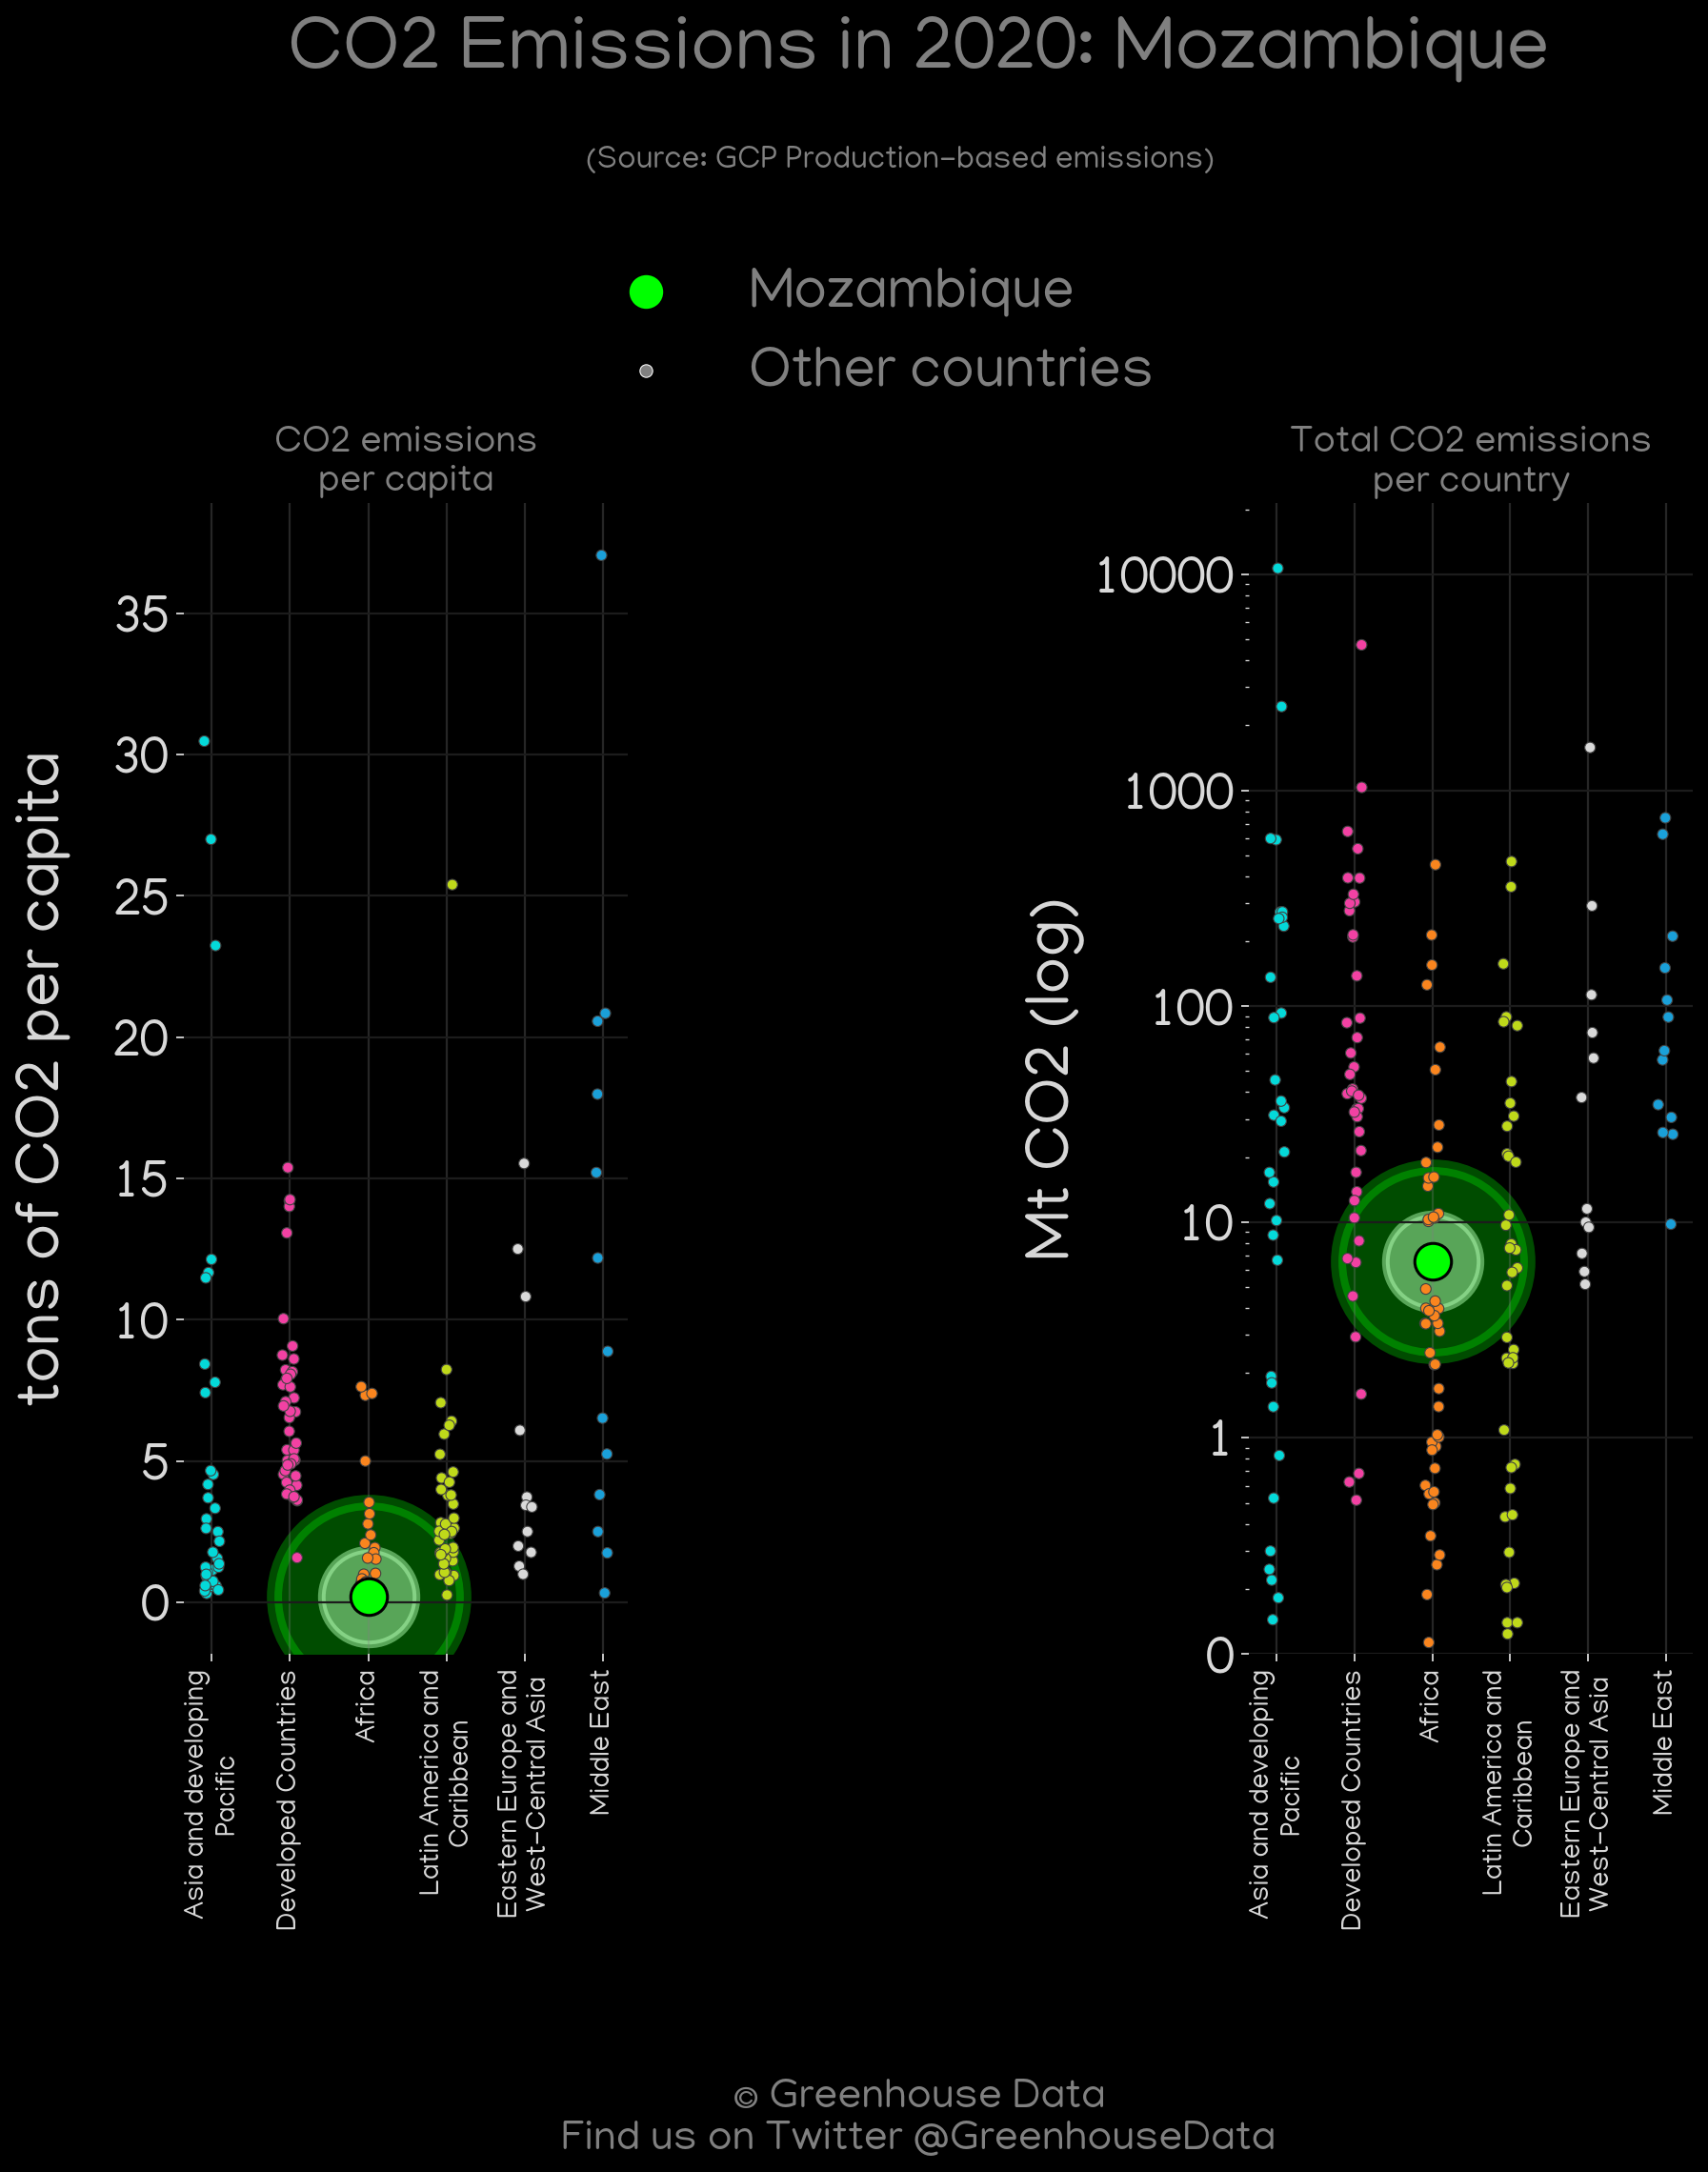 CO2 Emissions in 2020: Mozambique
(Source: GCP Production-based emissions)
Mozambique
Other countries
CO2 emissions
per capita
tons of CO2 per capita
35
30
25
20
15
10
5
0
Asia and developing
Pacific
Developed Countries
Africa
Latin America and
Caribbean
Eastern Europe and
West-Central Asia
Middle East
Total CO2 emissions
per country
Mt CO2 (log)
10000
1000
100
10
1
0
Asia and developing
Pacific
Developed Countries
Africa
Latin America and
Caribbean
Eastern Europe and
West-Central Asia
Middle East
© Greenhouse Data
Find us on Twitter @GreenhouseData